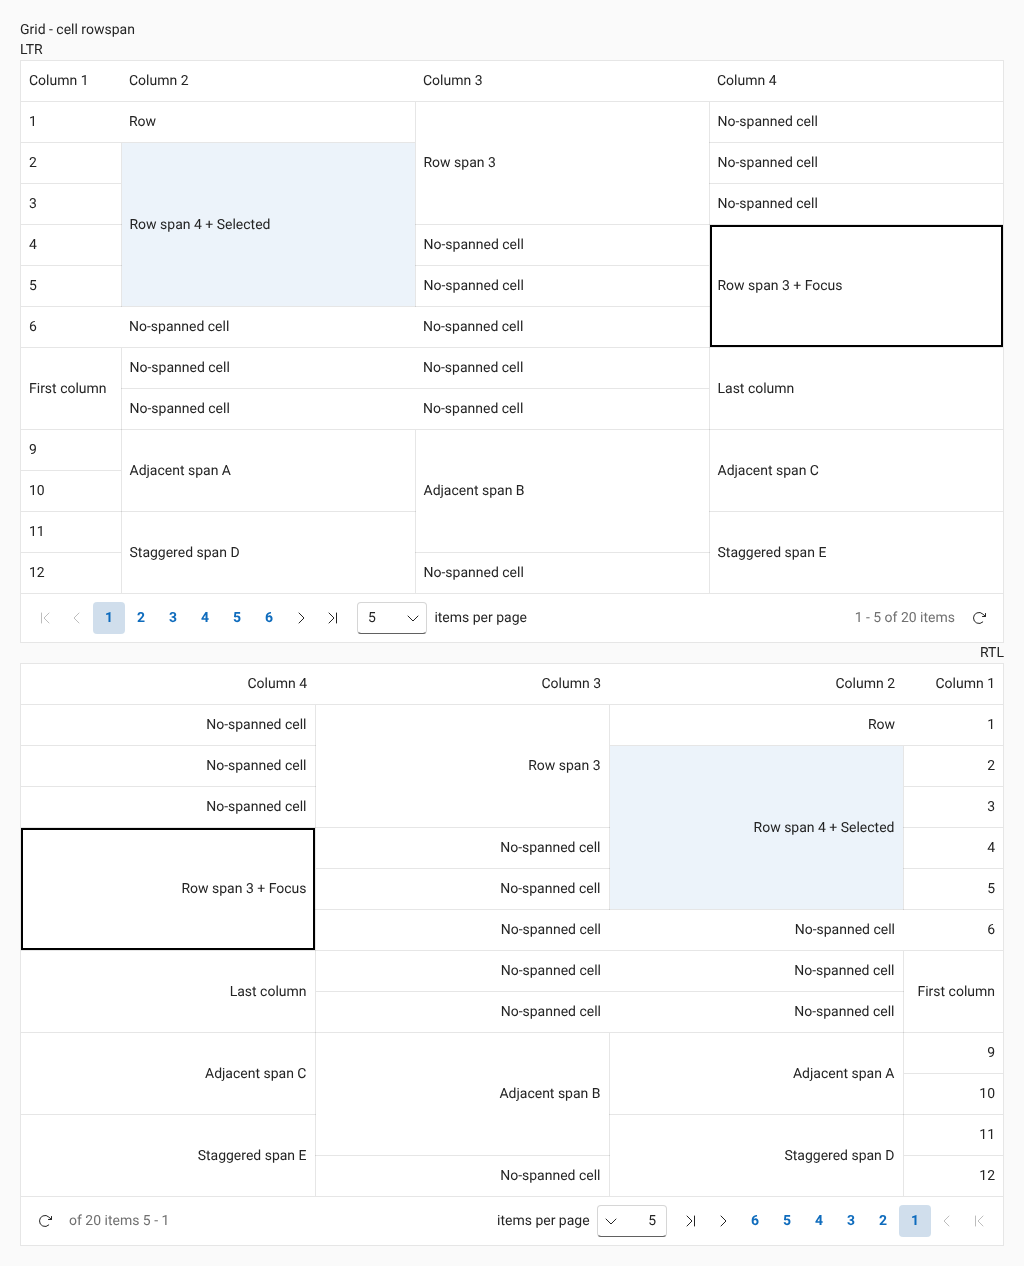 Grid - cell rowspan
LTR
Column 1 Column 2 Column 3 Column 4
1 Row No-spanned cell
2 Row span 3 No-spanned cell
3 No-spanned cell
Row span 4 + Selected
4 No-spanned cell
5 No-spanned cell Row span 3 + Focus
6 No-spanned cell No-spanned cell
No-spanned cell No-spanned cell
First column Last column
No-spanned cell No-spanned cell
9
Adjacent span A Adjacent span C
10 Adjacent span B
11
Staggered span D Staggered span E
12 No-spanned cell
1 2 3 4 5 6 5 items per page 1 - 5 of 20 items
RTL
Column 4 Column 3 Column 2 Column 1
No-spanned cell Row 1
No-spanned cell Row span 3 2
No-spanned cell 3
Row span 4 + Selected
No-spanned cell 4
Row span 3 + Focus No-spanned cell 5
No-spanned cell No-spanned cell 6
No-spanned cell No-spanned cell
Last column First column
No-spanned cell No-spanned cell
9
Adjacent span C Adjacent span A
Adjacent span B 10
11
Staggered span E Staggered span D
No-spanned cell 12
of 20 items 5 - 1 items per page 5 6 5 4 3 2 1